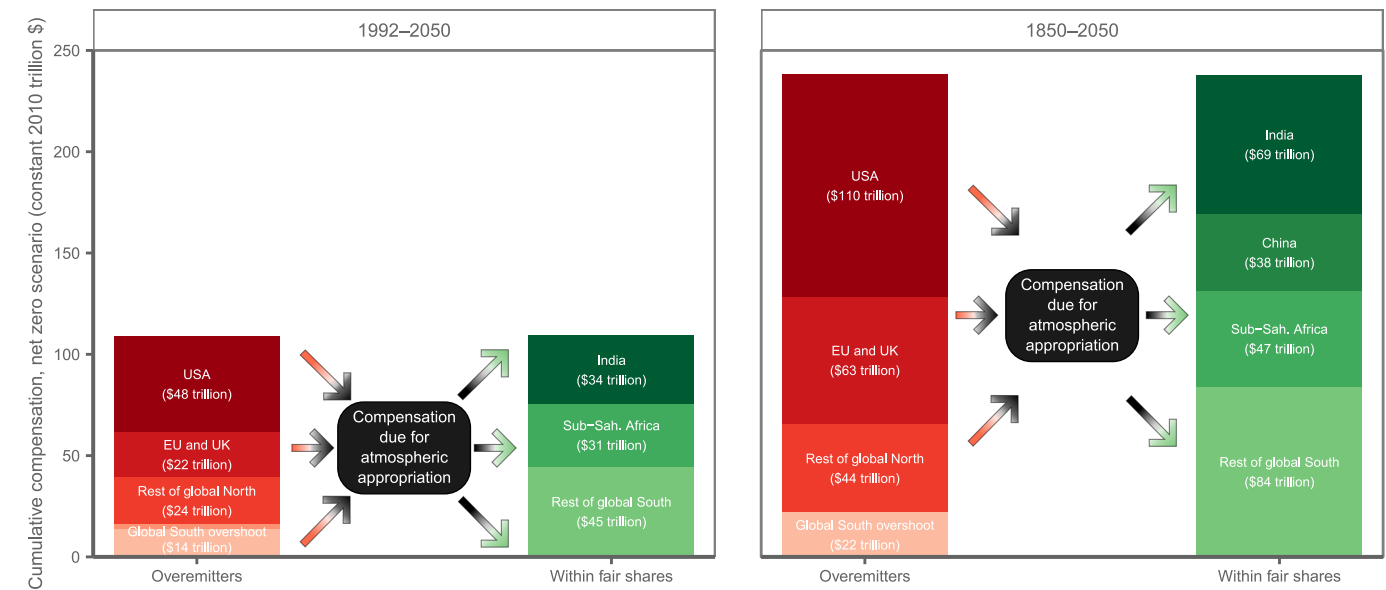 Cumulative compensation, net zero scenario (constant 2010 trillion $)
1992–2050
250
200
150
100
50
0
USA
($48 trillion)
EU and UK
($22 trillion)
Rest of global North
($24 trillion)
Global South overshoot
($14 trillion)
Compensation
due for
atmospheric
appropriation
India
($34 trillion)
Sub−Sah. Africa
($31 trillion)
Rest of global South
($45 trillion)
Overemitters
Within fair shares
1850–2050
USA
($110 trillion)
EU and UK
($63 trillion)
Rest of global North
($44 trillion)
Global South overshoot
($22 trillion)
Compensation
due for
atmospheric
appropriation
India
($69 trillion)
China
($38 trillion)
Sub−Sah. Africa
($47 trillion)
Rest of global South
($84 trillion)
Overemitters
Within fair shares